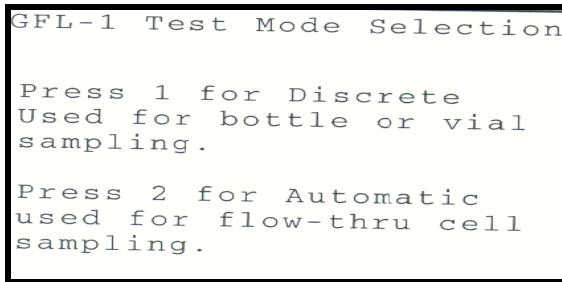 GFL-1 Test Mode Selection
Press 1 for Discrete
Used for bottle or vial
sampling.
Press 2 for Automatic
used for flow-thru cell
sampling.